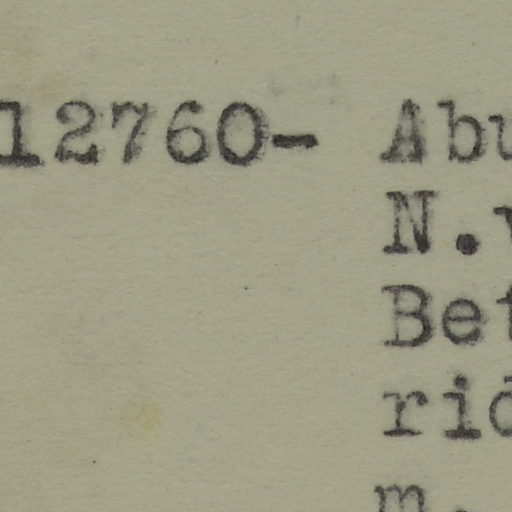 12760- Abu
N.
Bet
rid
m.